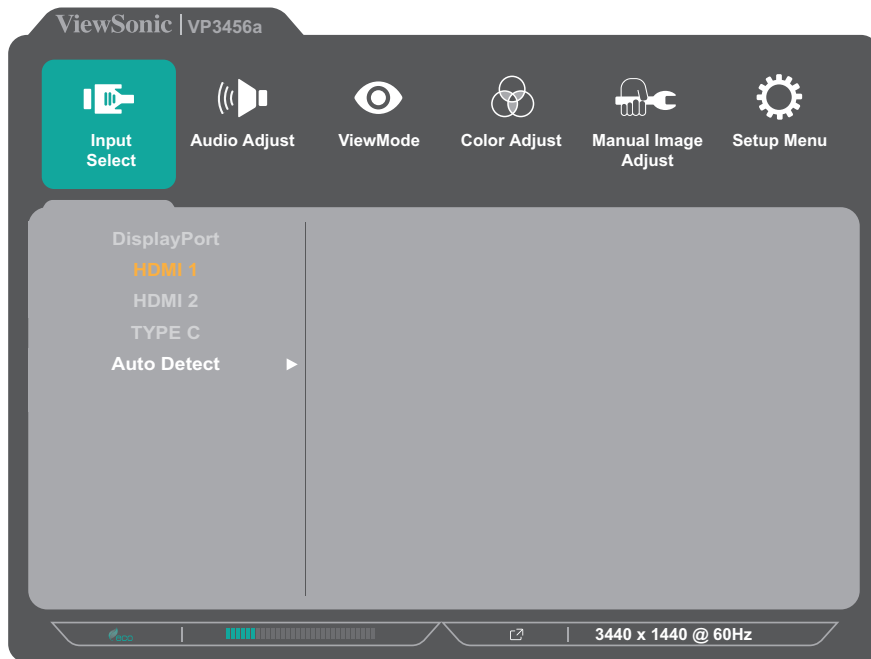 ViewSonic | VP3456a
Input
Select
Audio Adjust
ViewMode
Color Adjust
Manual Image
Adjust
Setup Menu
DisplayPort
HDMI 1
HDMI 2
TYPE C
Auto Detect
eco
3440 x 1440 @ 60Hz